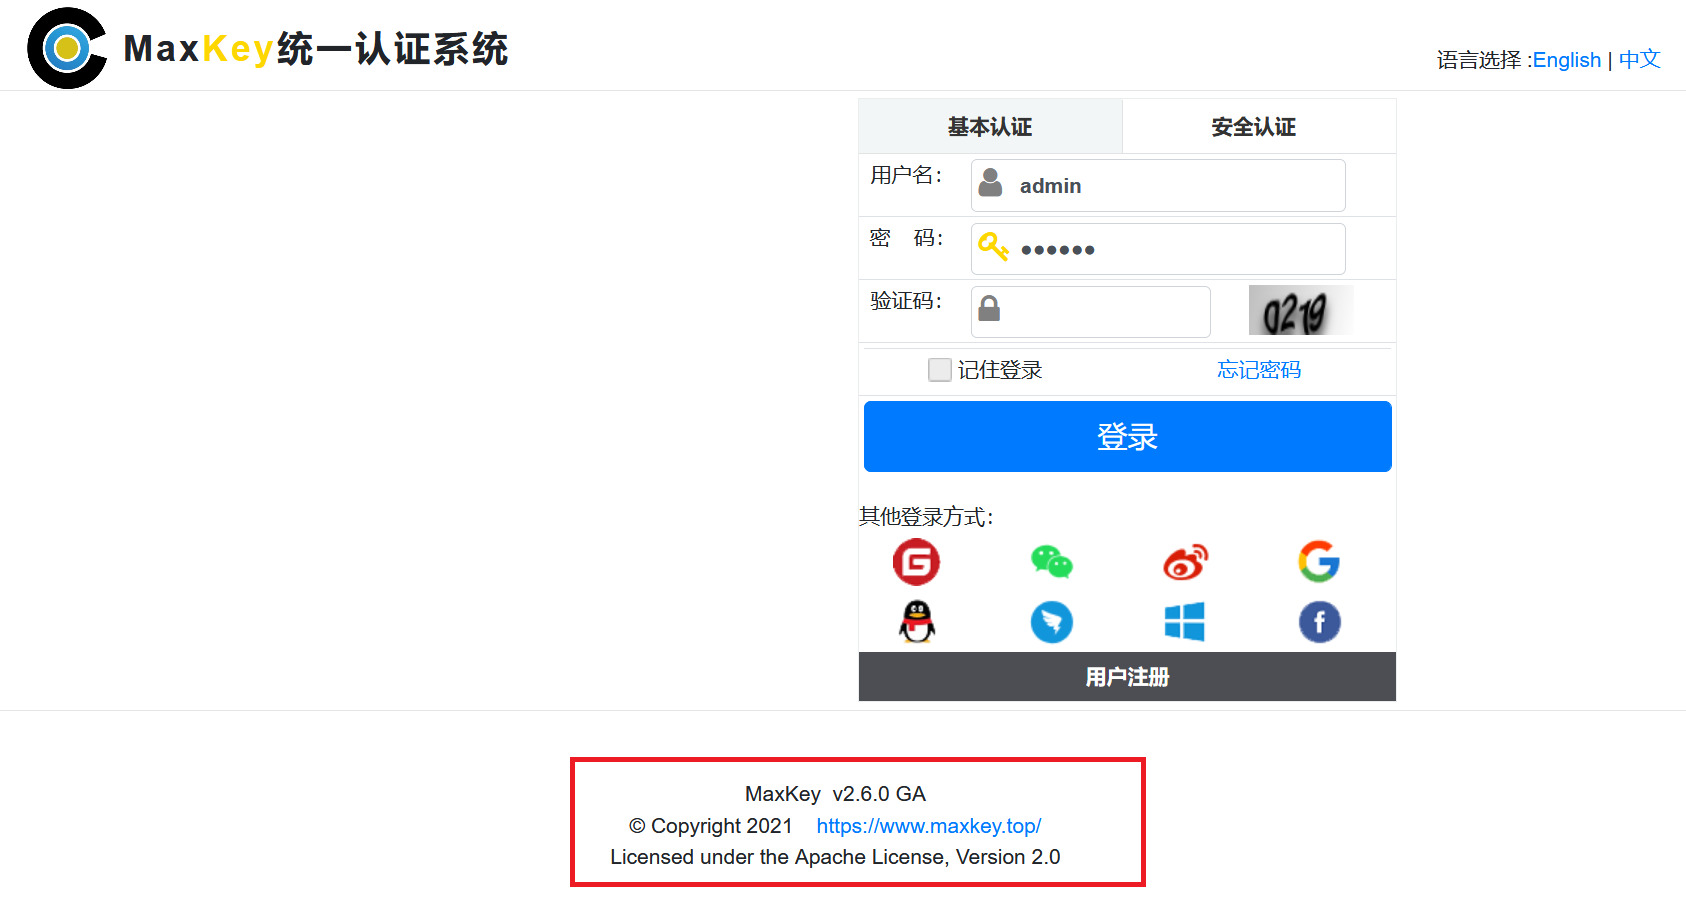 MaxKey统一认证系统
语言选择 :English | 中文
基本认证 安全认证
用户名: admin
密 码: ●●●●●●
验证码: 0219
记住登录 忘记密码
登录
其他登录方式:
用户注册
MaxKey v2.6.0 GA
© Copyright 2021 https://www.maxkey.top/
Licensed under the Apache License, Version 2.0